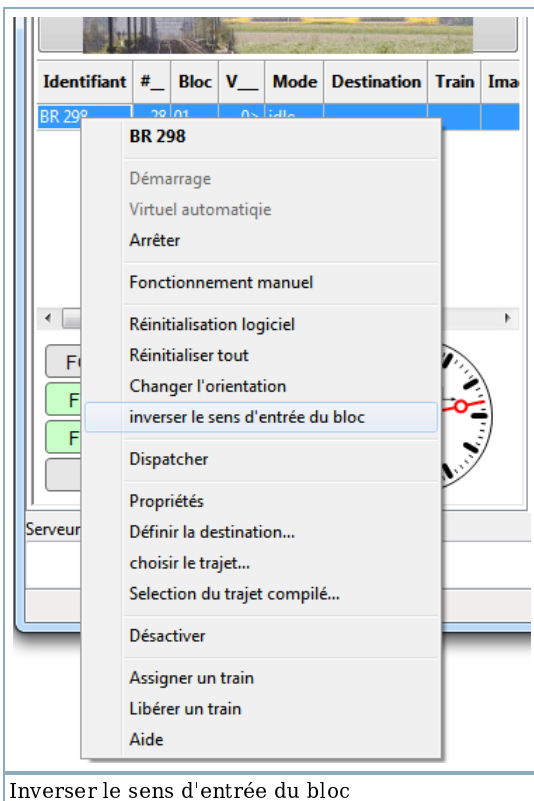 Identifiant #_ Bloc V__ Mode Destination Train Ima
BR 298 28 01 0> idle
BR 298
Démarrage
Virtuel automatiqie
Arrêter
Fonctionnement manuel
Réinitialisation logiciel
Réinitialiser tout
Changer l'orientation
inverser le sens d'entrée du bloc
Dispatcher
Propriétés
Définir la destination...
choisir le trajet...
Selection du trajet compilé...
Désactiver
Assigner un train
Libérer un train
Aide
F
F
F
Serveur
Inverser le sens d'entrée du bloc